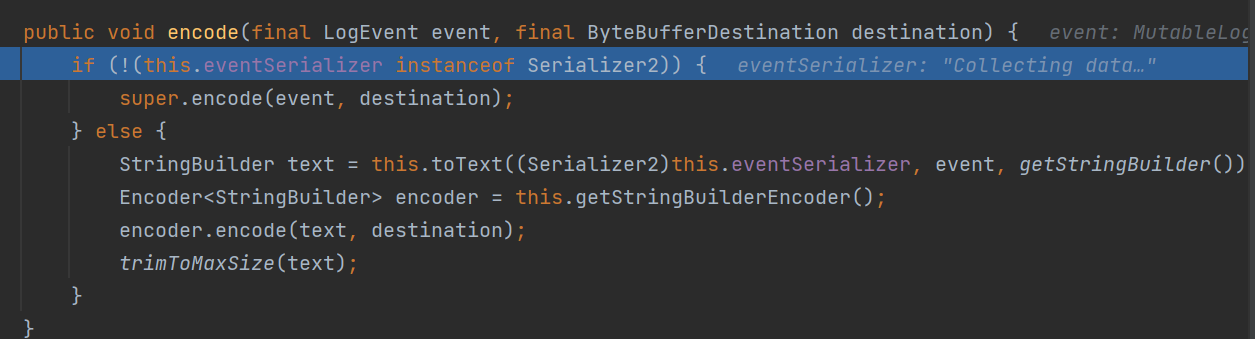 public void encode(final LogEvent event, final ByteBufferDestination destination) {   event: MutableLog
    if (!(this.eventSerializer instanceof Serializer2)) {   eventSerializer: "Collecting data…"
        super.encode(event, destination);
    } else {
        StringBuilder text = this.toText((Serializer2)this.eventSerializer, event, getStringBuilder())
        Encoder<StringBuilder> encoder = this.getStringBuilderEncoder();
        encoder.encode(text, destination);
        trimToMaxSize(text);
    }
}